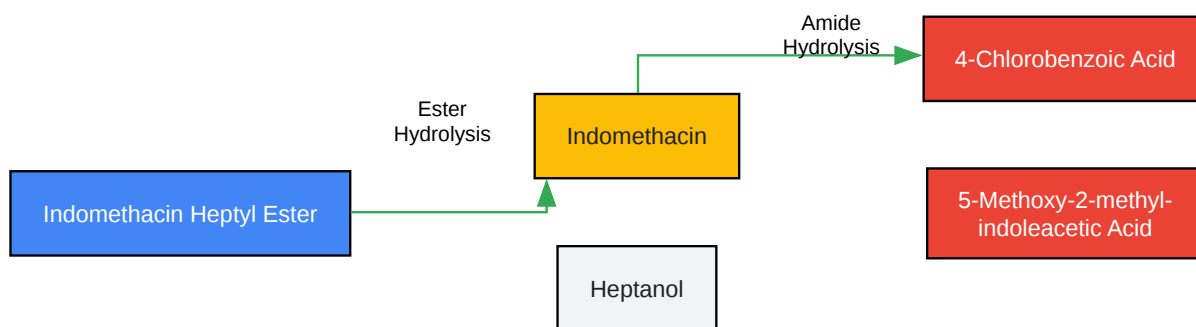 Amide
Hydrolysis
4-Chlorobenzoic Acid
Ester
Hydrolysis
Indomethacin
Indomethacin Heptyl Ester
5-Methoxy-2-methyl-
indoleacetic Acid
Heptanol